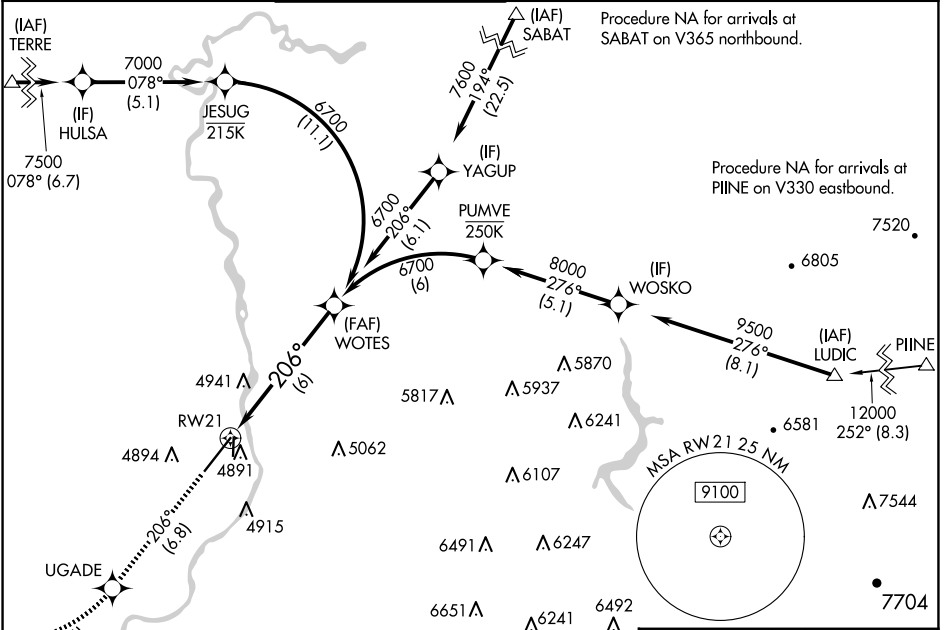 (IAF)
TERRE
7000
078°
(5.1)
(IF)
HULSA
JESUG
215K
7500
078° (6.7)
6700
(11.1)
(IAF)
SABAT
Procedure NA for arrivals at
SABAT on V365 northbound.
7600
194°
(22.5)
(IF)
YAGUP
6700
206°
(6.1)
PUMVE
250K
6700
(6)
Procedure NA for arrivals at
PIINE on V330 eastbound.
7520
6805
8000
276°
(5.1)
(IF)
WOSKO
9500
276°
(8.1)
(IAF)
LUDIC
PIINE
12000
252° (8.3)
(FAF)
WOTES
206°
(6)
4941
RW21
4894
4891
4915
5062
5817
5937
5870
6241
6107
6581
MSA RW21 25 NM
9100
7544
6491
6247
206°
(6.8)
UGADE
6651
6241
6492
7704